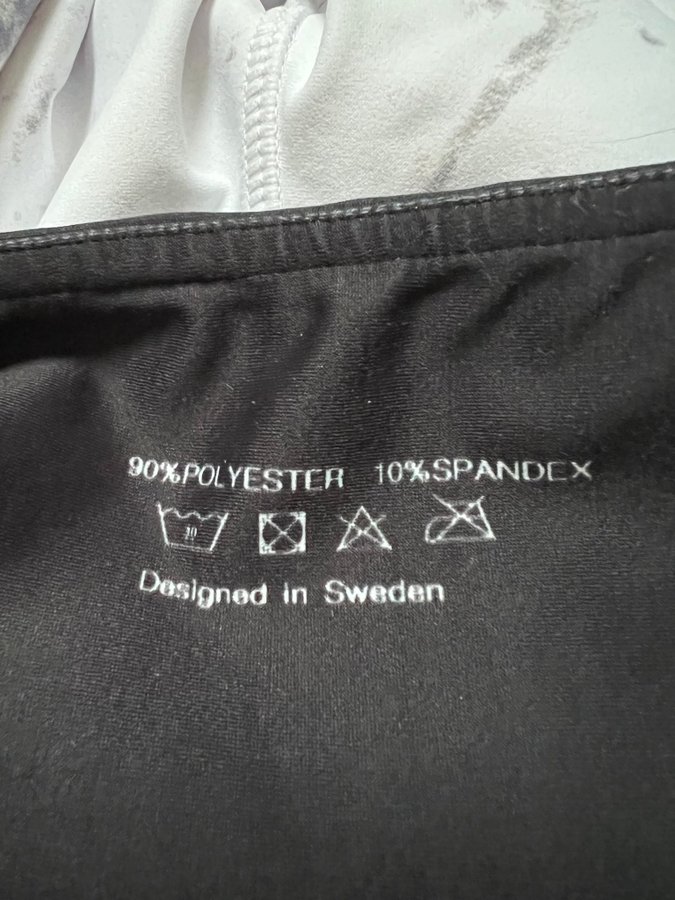 90%POLYESTER 10%SPANDEX
Designed in Sweden